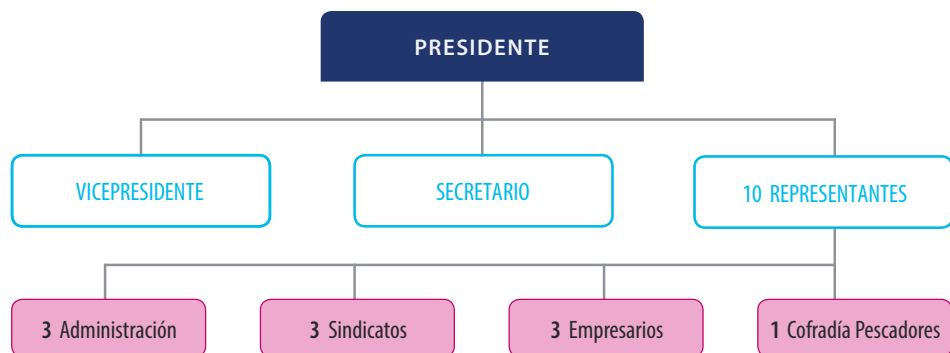 PRESIDENTE
VICEPRESIDENTE
SECRETARIO
10 REPRESENTANTES
3 Administración
3 Sindicatos
3 Empresarios
1 Cofradía Pescadores